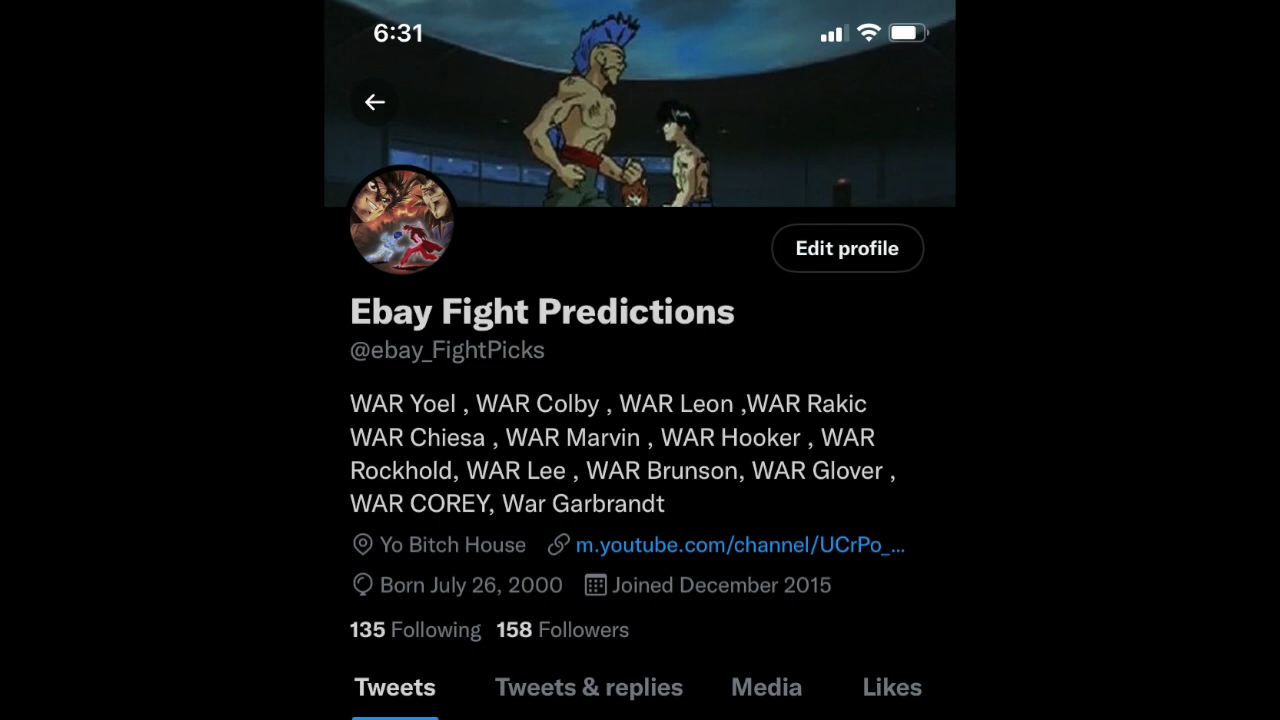 6:31
Edit profile
Ebay Fight Predictions
@ebay_FightPicks
WAR Yoel , WAR Colby , WAR Leon ,WAR Rakic
WAR Chiesa , WAR Marvin , WAR Hooker , WAR
Rockhold, WAR Lee , WAR Brunson, WAR Glover ,
WAR COREY, War Garbrandt
Yo Bitch House m.youtube.com/channel/UCrPo_...
Born July 26, 2000 Joined December 2015
135 Following 158 Followers
Tweets Tweets & replies Media Likes